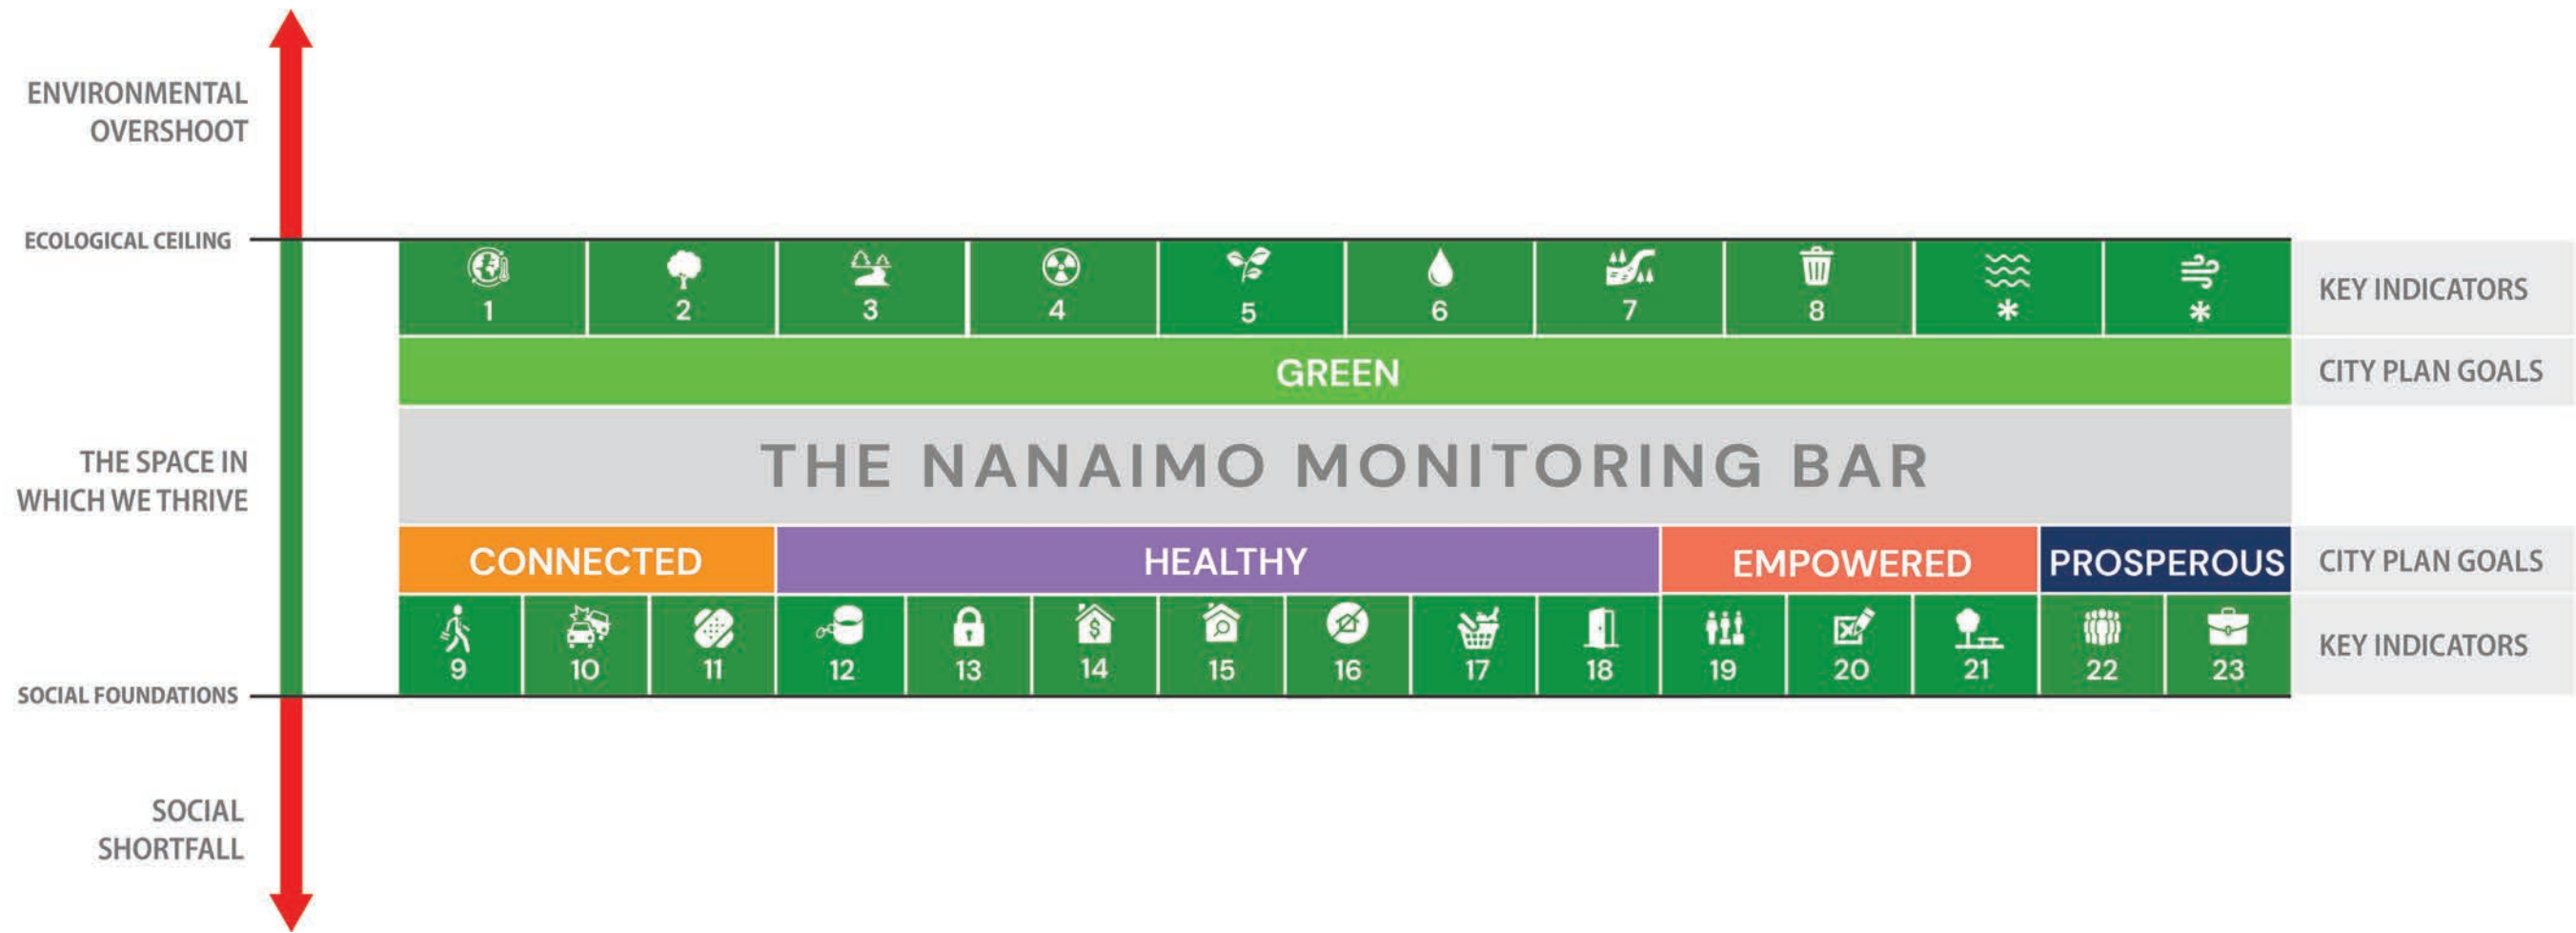 ENVIRONMENTAL
OVERSHOOT
ECOLOGICAL CEILING
1 2 3 4 5 6 7 8 * *
KEY INDICATORS
GREEN
CITY PLAN GOALS
THE SPACE IN
WHICH WE THRIVE
THE NANAIMO MONITORING BAR
CONNECTED HEALTHY EMPOWERED PROSPEROUS
CITY PLAN GOALS
$
9 10 11 12 13 14 15 16 17 18 19 20 21 22 23
KEY INDICATORS
SOCIAL FOUNDATIONS
SOCIAL
SHORTFALL